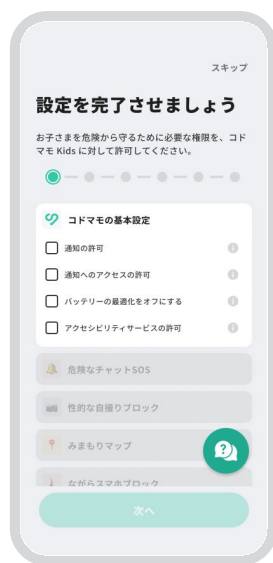 スキップ
設定を完了させましょう
お子さまを危険から守るために必要な権限を、コド
マモ Kids に対して許可してください。
コドマモの基本設定
通知の許可
通知へのアクセスの許可
バッテリーの最適化をオフにする
アクセシビリティサービスの許可
危険なチャットSOS
性的な自撮りブロック
みまもりマップ
ながらスマホブロック
次へ